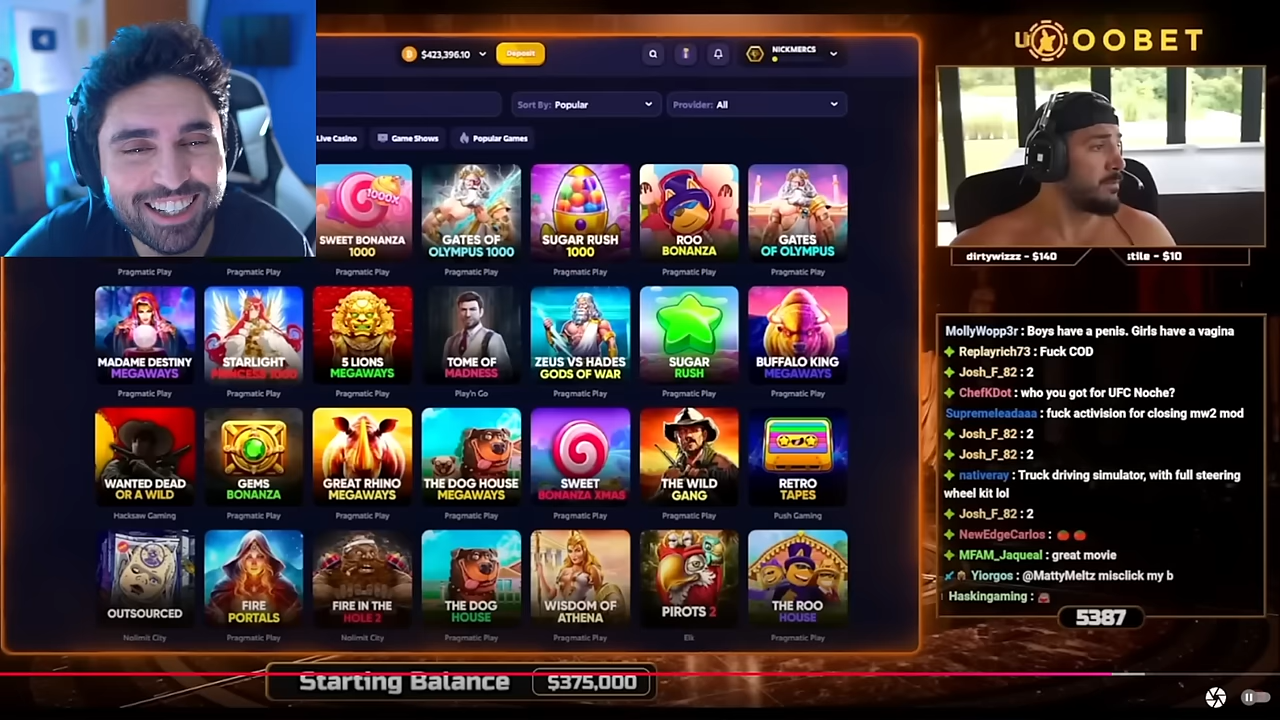 $423,396.10
Deposit
NICKMERCS
Sort By: Popular
Provider: All
Live Casino
Game Shows
Popular Games
1000X
SWEET BONANZA
1000
GATES OF
OLYMPUS 1000
SUGAR RUSH
1000
ROO
BONANZA
GATES
OF OLYMPUS
Pragmatic Play
Pragmatic Play
Pragmatic Play
Pragmatic Play
Pragmatic Play
Pragmatic Play
Pragmatic Play
MADAME DESTINY
MEGAWAYS
STARLIGHT
PRINCESS 1000
5 LIONS
MEGAWAYS
TOME OF
MADNESS
ZEUS VS HADES
GODS OF WAR
SUGAR
RUSH
BUFFALO KING
MEGAWAYS
Pragmatic Play
Pragmatic Play
Pragmatic Play
Play'n Go
Pragmatic Play
Pragmatic Play
Pragmatic Play
WANTED DEAD
OR A WILD
GEMS
BONANZA
GREAT RHINO
MEGAWAYS
THE DOG HOUSE
MEGAWAYS
SWEET
BONANZA XMAS
THE WILD
GANG
RETRO
TAPES
Hacksaw Gaming
Pragmatic Play
Pragmatic Play
Pragmatic Play
Pragmatic Play
Pragmatic Play
Push Gaming
OUTSOURCED
FIRE
PORTALS
FIRE IN THE
HOLE 2
THE DOG
HOUSE
WISDOM OF
ATHENA
PIROTS 2
THE ROO
HOUSE
Nolimit City
Pragmatic Play
Nolimit City
Pragmatic Play
Pragmatic Play
Elk
Pragmatic Play
Starting Balance
$375,000
OOBET
dirtywizzz - $140
stile - $10
MollyWopp3r : Boys have a penis. Girls have a vagina
Replayrich73 : Fuck COD
Josh_F_82 : 2
ChefKDot : who you got for UFC Noche?
Supremeleadaaa : fuck activision for closing mw2 mod
Josh_F_82 : 2
Josh_F_82 : 2
nativeray : Truck driving simulator, with full steering
wheel kit lol
Josh_F_82 : 2
NewEdgeCarlos :
MFAM_Jaqueal : great movie
Yiorgos : @MattyMeltz misclick my b
Haskingaming :
5387